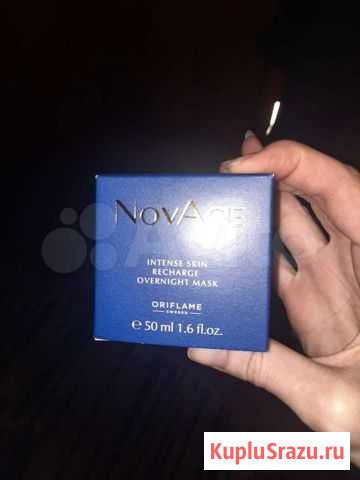 NovAge
INTENSE SKIN
RECHARGE
OVERNIGHT MASK
ORIFLAME
SWEDEN
℮ 50 ml 1.6 fl.oz.
KupluSrazu.ru